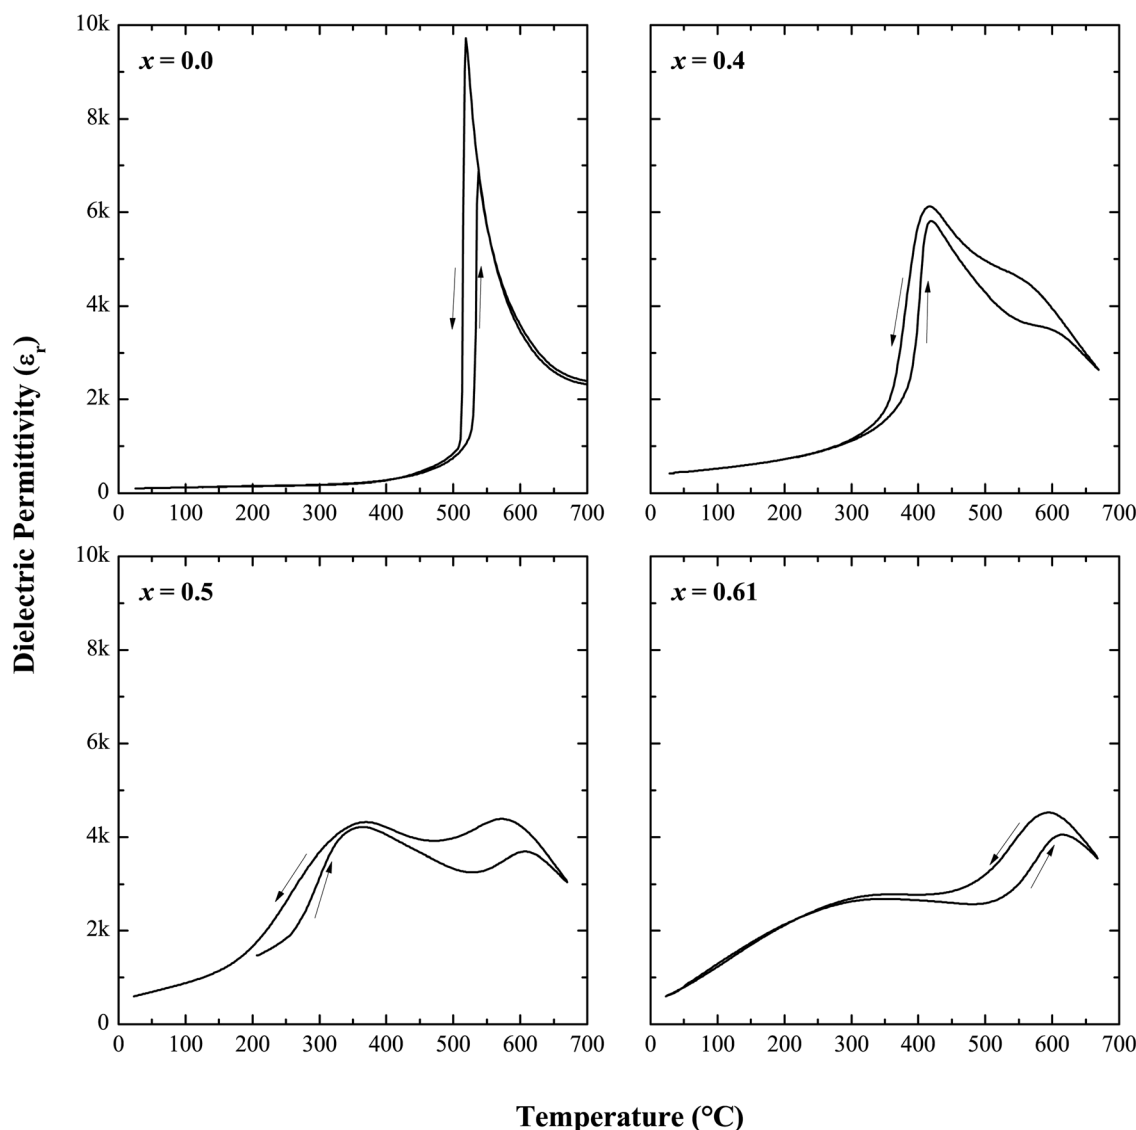 x = 0.0
10k
8k
6k
4k
2k
0
0 100 200 300 400 500 600 700
x = 0.4
0 100 200 300 400 500 600 700
Dielectric Permittivity (εr)
x = 0.5
10k
8k
6k
4k
2k
0
0 100 200 300 400 500 600 700
x = 0.61
0 100 200 300 400 500 600 700
Temperature (°C)